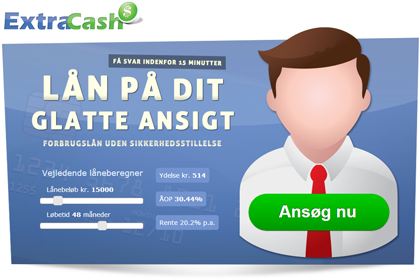 ExtraCash $
FÅ SVAR INDENFOR 15 MINUTTER
LÅN PÅ DIT
GLATTE ANSIGT
FORBRUGSLÅN UDEN SIKKERHEDSSTILLELSE
Vejledende låneberegner
Lånebeløb kr. 15000
Løbetid 48 måneder
Ydelse kr. 514
ÅOP 30.44%
Rente 20.2% p.a.
Ansøg nu